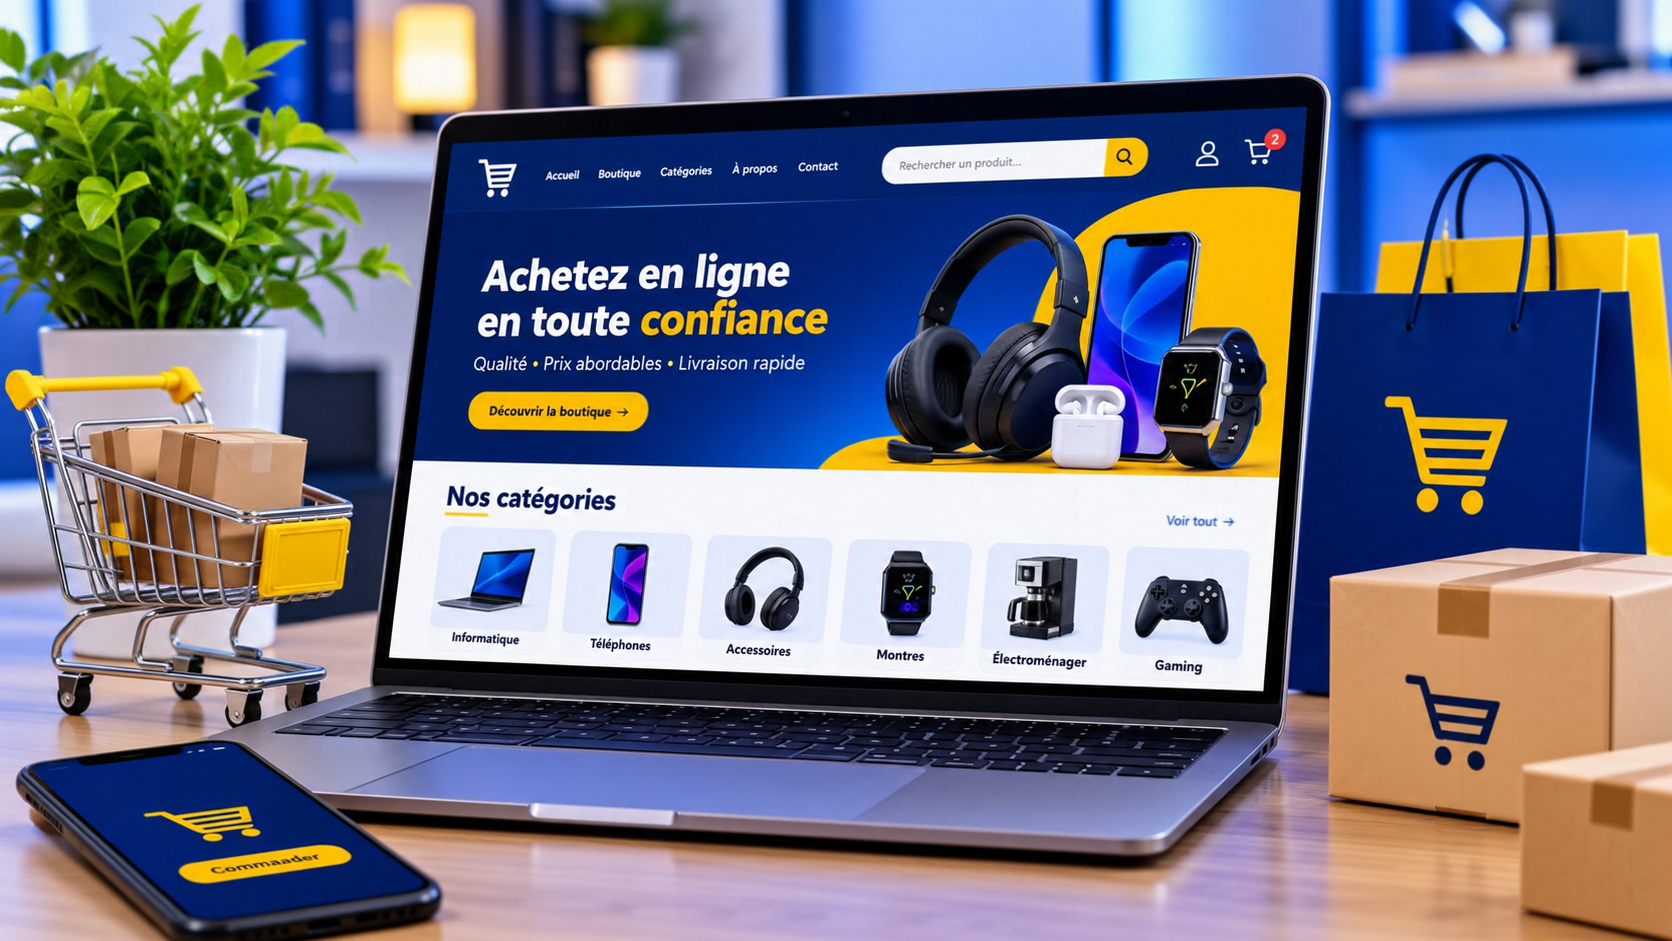 Accueil Boutique Catégories À propos Contact Rechercher un produit... 2
Achetez en ligne
en toute confiance
Qualité • Prix abordables • Livraison rapide
Découvrir la boutique →
Nos catégories
Voir tout →
Informatique Téléphones Accessoires Montres Électroménager Gaming
Commaader